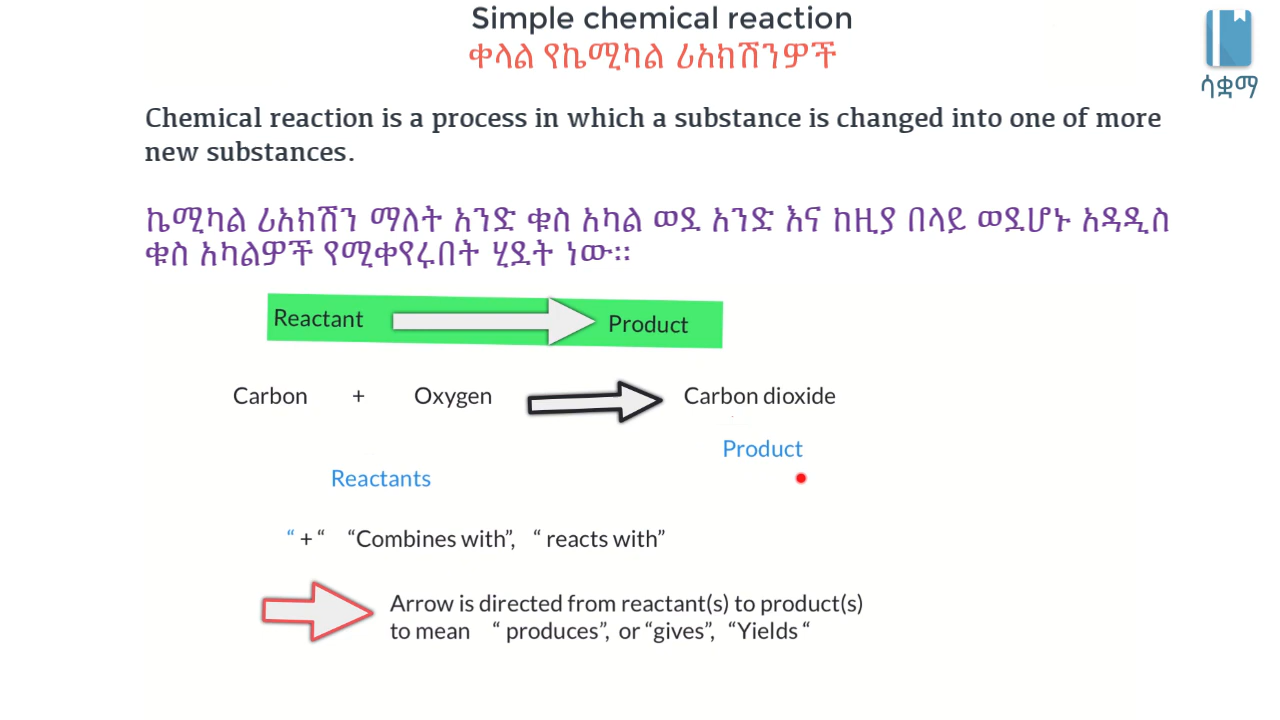 Simple chemical reaction
ቀላል የኬሚካል ሪአክሽንዎች
ሳቋማ
Chemical reaction is a process in which a substance is changed into one of more
new substances.
ኬሚካል ሪአክሽን ማለት አንድ ቁስ አካል ወደ አንድ እና ከዚያ በላይ ወደሆኑ አዳዲስ
ቁስ አካልዎች የሚቀየሩበት ሂደት ነው።
Reactant Product
Carbon + Oxygen Carbon dioxide
Product
Reactants
“ + “ “Combines with”, “ reacts with”
Arrow is directed from reactant(s) to product(s)
to mean “ produces”, or “gives”, “Yields “